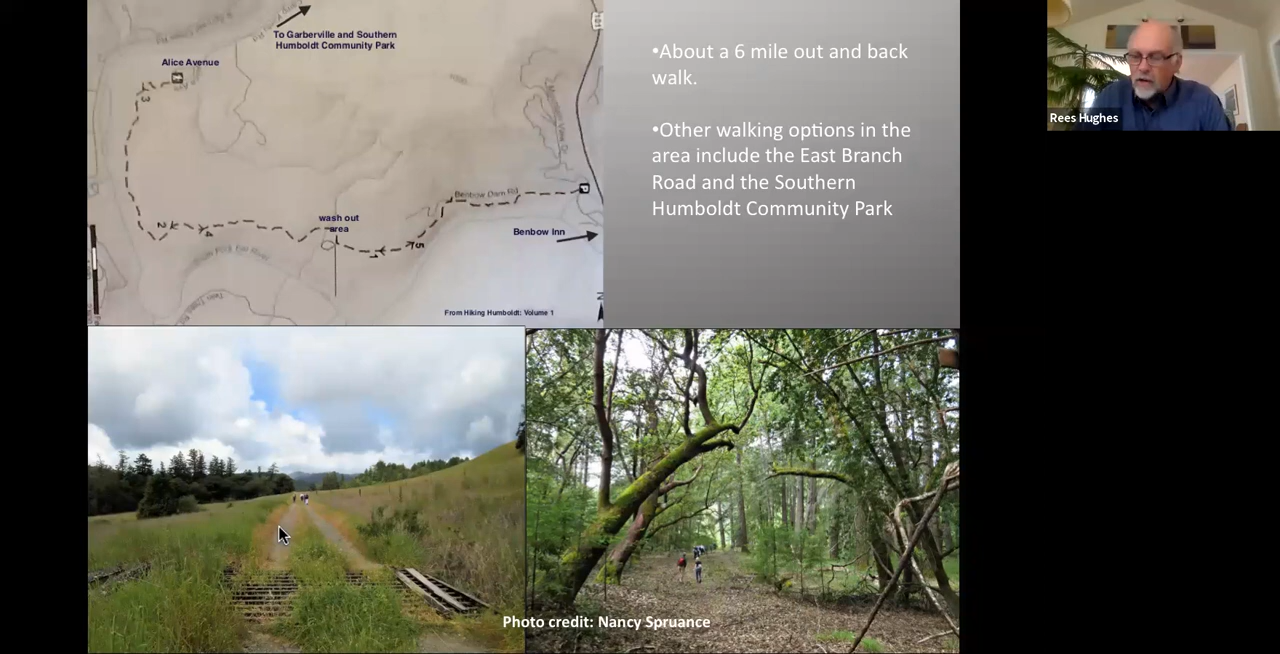 To Garberville and Southern
Humboldt Community Park
Alice Avenue
wash out
area
Benbow Dam Rd
Benbow Inn
From Hiking Humboldt: Volume 1
•About a 6 mile out and back
walk.
•Other walking options in the
area include the East Branch
Road and the Southern
Humboldt Community Park
Rees Hughes
Photo credit: Nancy Spruance